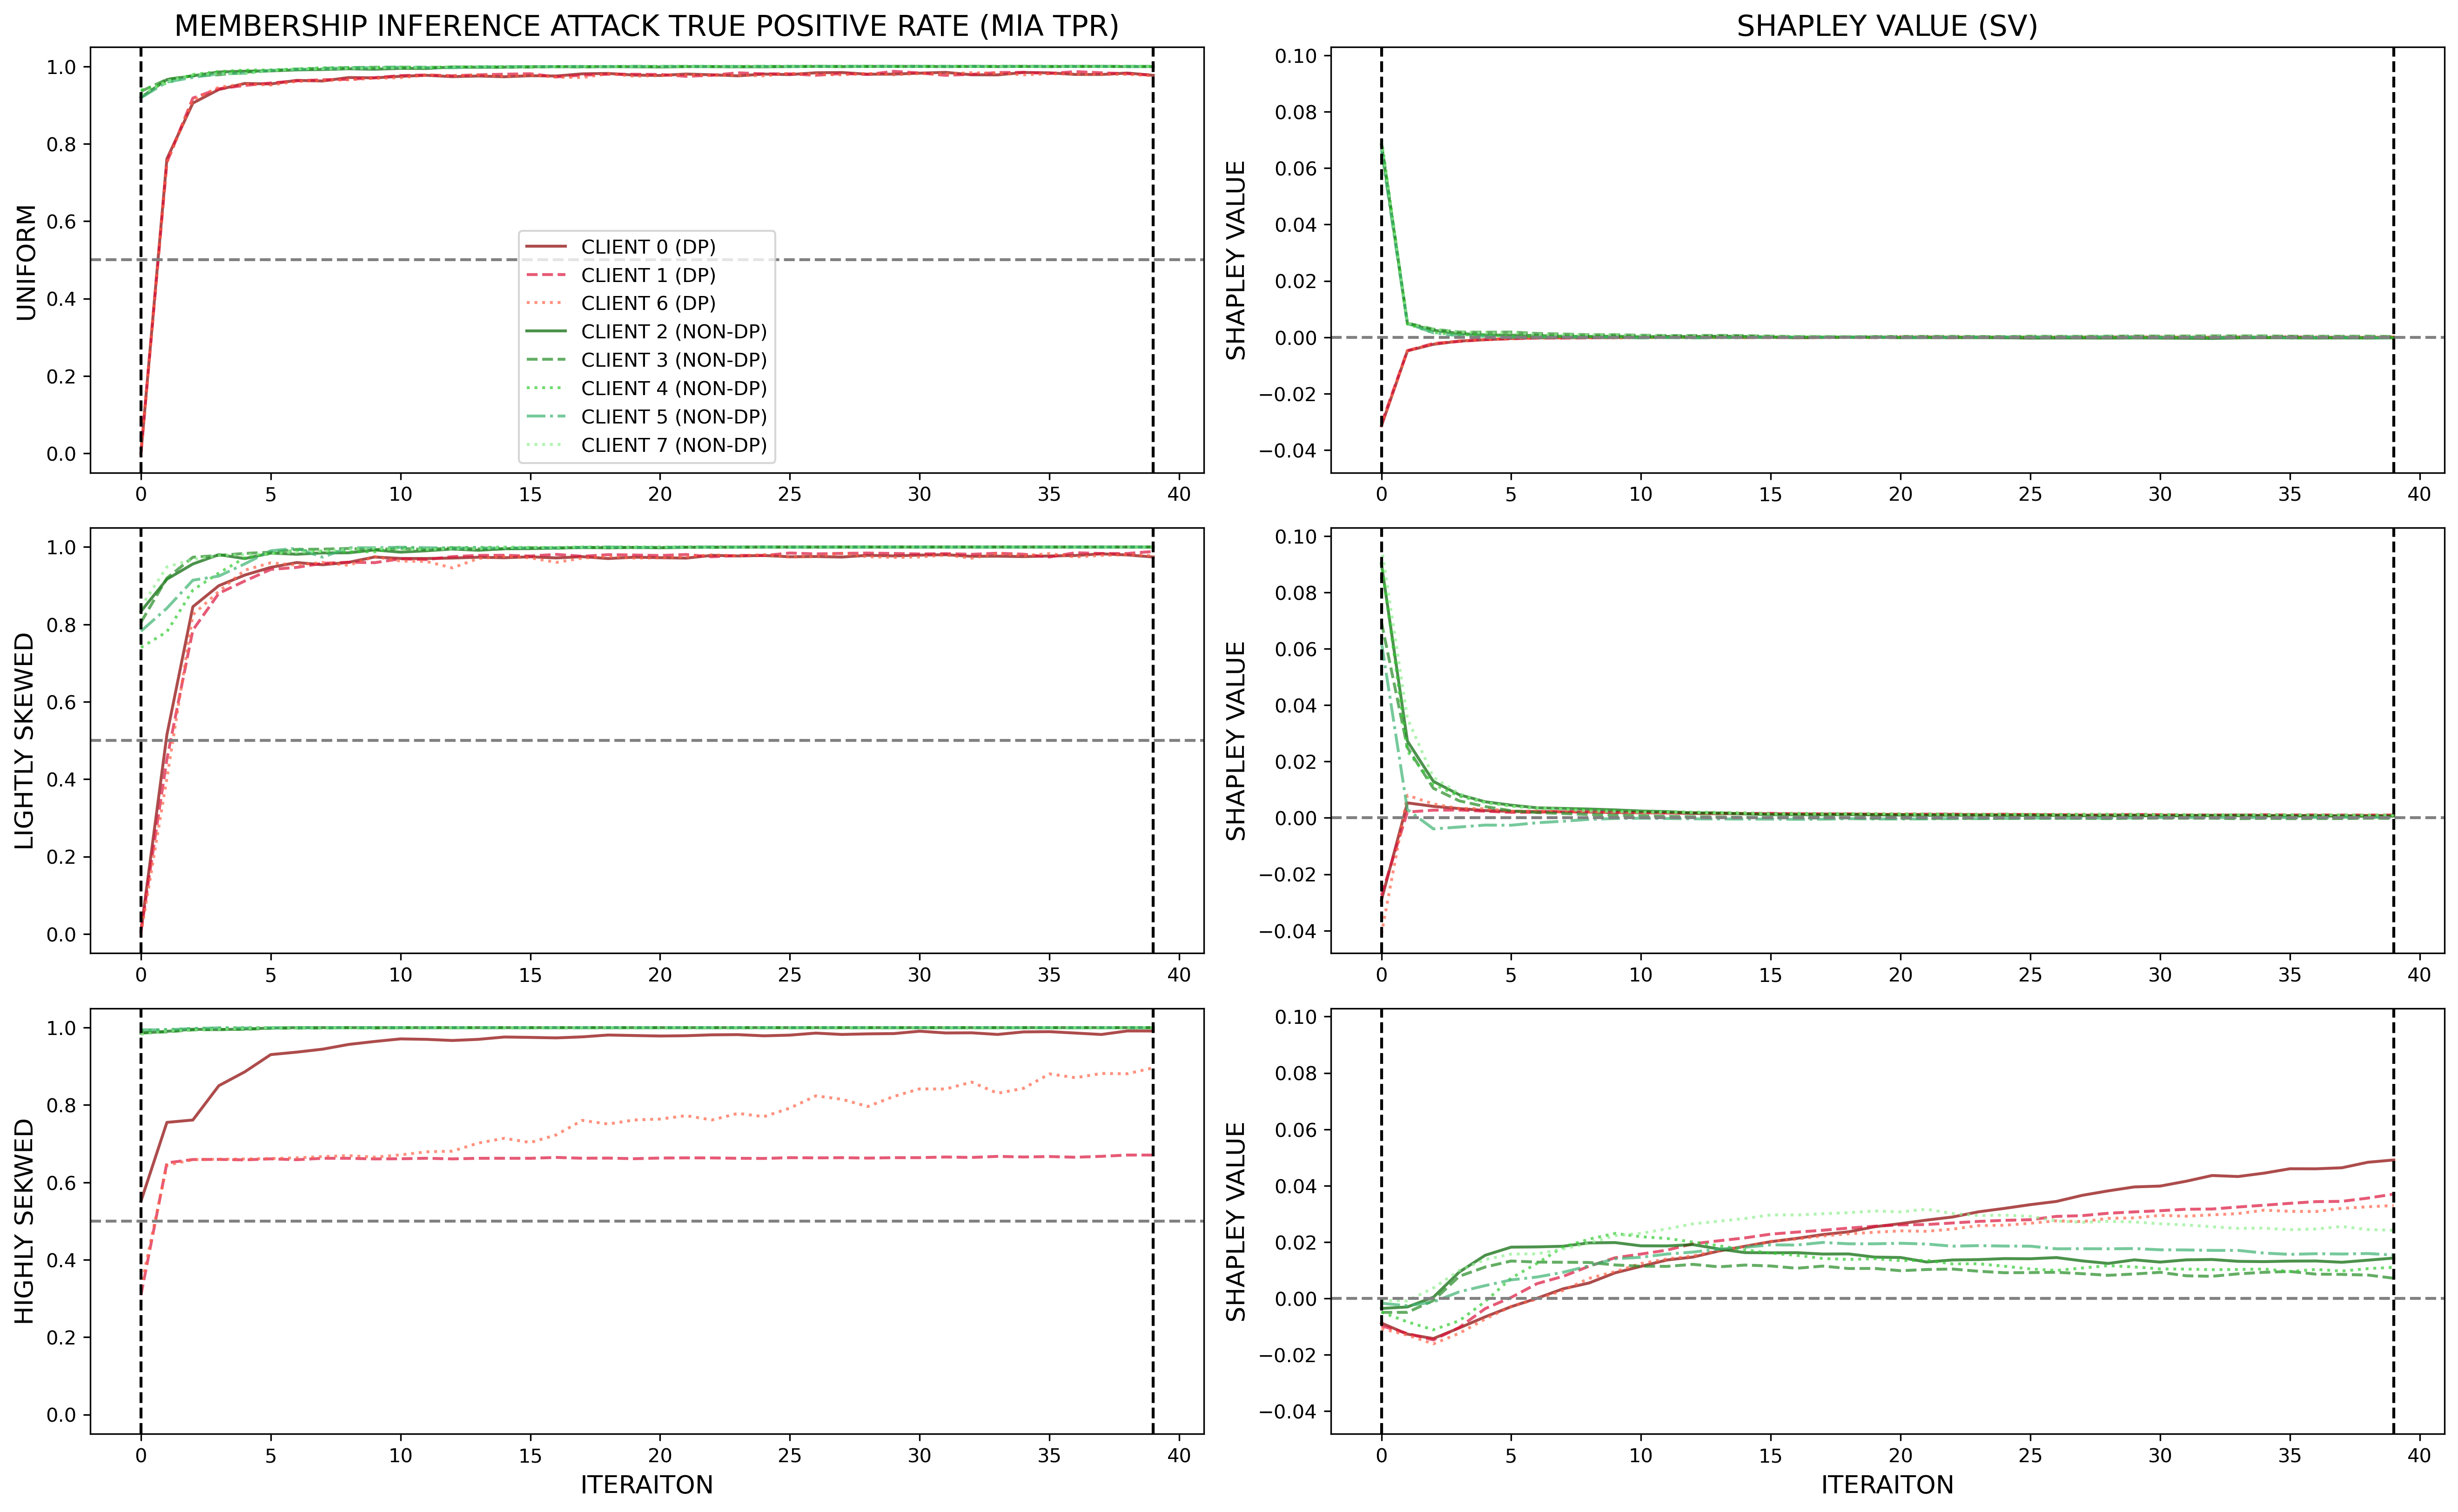 MEMBERSHIP INFERENCE ATTACK TRUE POSITIVE RATE (MIA TPR)
SHAPLEY VALUE (SV)
UNIFORM
1.0
0.8
0.6
0.4
0.2
0.0
CLIENT 0 (DP)
CLIENT 1 (DP)
CLIENT 6 (DP)
CLIENT 2 (NON-DP)
CLIENT 3 (NON-DP)
CLIENT 4 (NON-DP)
CLIENT 5 (NON-DP)
CLIENT 7 (NON-DP)
0 5 10 15 20 25 30 35 40
SHAPLEY VALUE
0.10
0.08
0.06
0.04
0.02
0.00
−0.02
−0.04
0 5 10 15 20 25 30 35 40
LIGHTLY SKEWED
1.0
0.8
0.6
0.4
0.2
0.0
0 5 10 15 20 25 30 35 40
SHAPLEY VALUE
0.10
0.08
0.06
0.04
0.02
0.00
−0.02
−0.04
0 5 10 15 20 25 30 35 40
HIGHLY SEKWED
1.0
0.8
0.6
0.4
0.2
0.0
0 5 10 15 20 25 30 35 40
ITERAITON
SHAPLEY VALUE
0.10
0.08
0.06
0.04
0.02
0.00
−0.02
−0.04
0 5 10 15 20 25 30 35 40
ITERAITON